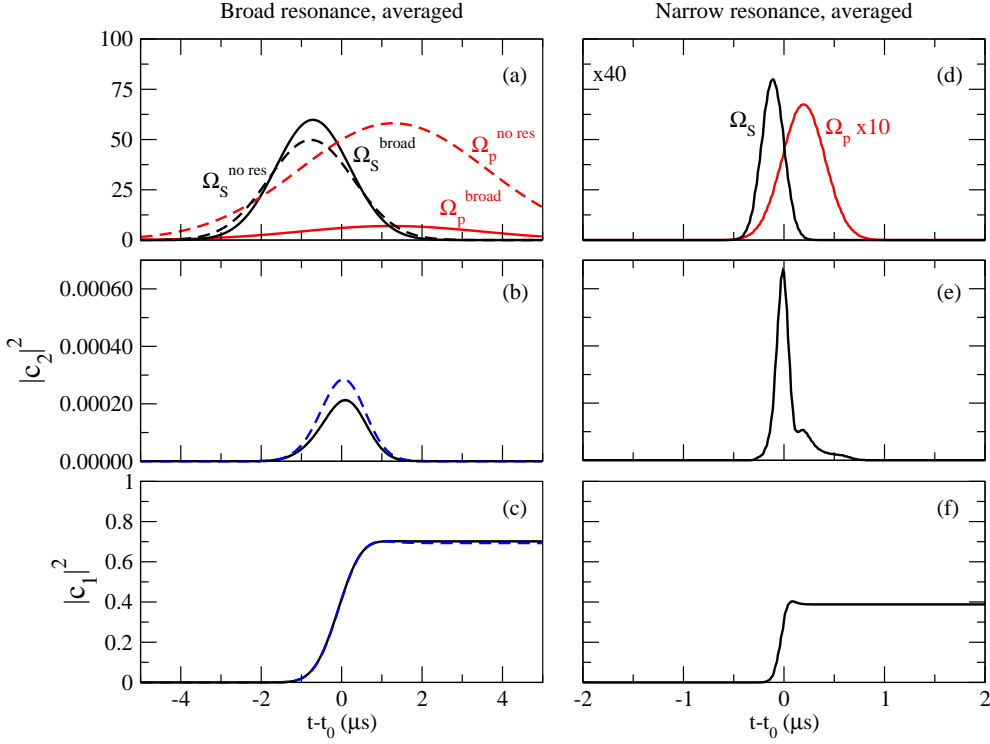 Broad resonance, averaged
Narrow resonance, averaged
100
75
50
25
0
(a)
Ω_S^no res
Ω_S^broad
Ω_p^no res
Ω_p^broad
x40
(d)
Ω_S
Ω_p x10
|c_2|^2
0.00060
0.00040
0.00020
0.00000
(b)
(e)
|c_1|^2
1
0.8
0.6
0.4
0.2
0
(c)
(f)
-4 -2 0 2 4
-2 -1 0 1 2
t-t_0 (μs)
t-t_0 (μs)